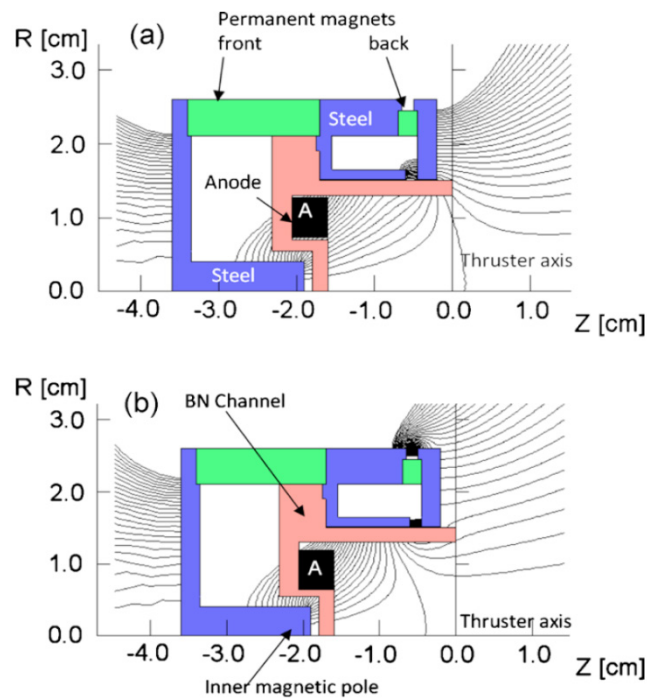 Permanent magnets
R [cm] (a) front back
3.0
Steel
2.0
Anode
A
1.0
Thruster axis
Steel
0.0
-4.0 -3.0 -2.0 -1.0 0.0 1.0
Z [cm]
R [cm]
(b) BN Channel
3.0
2.0
1.0
A
Thruster axis
0.0
-4.0 -3.0 -2.0 -1.0 0.0 1.0
Inner magnetic pole Z [cm]